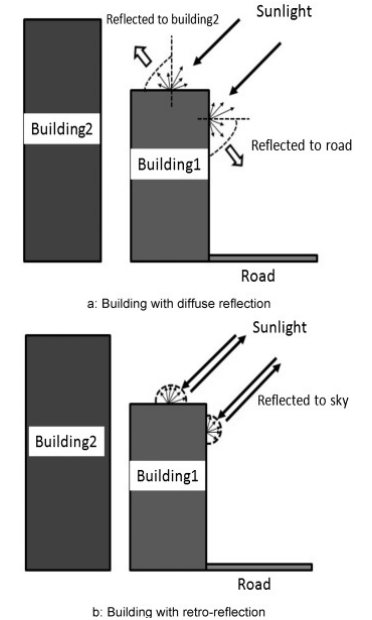 Sunlight
Reflected to building2
Building2
Reflected to road
Building1
Road
a: Building with diffuse reflection
Sunlight
Reflected to sky
Building2
Building1
Road
b: Building with retro-reflection